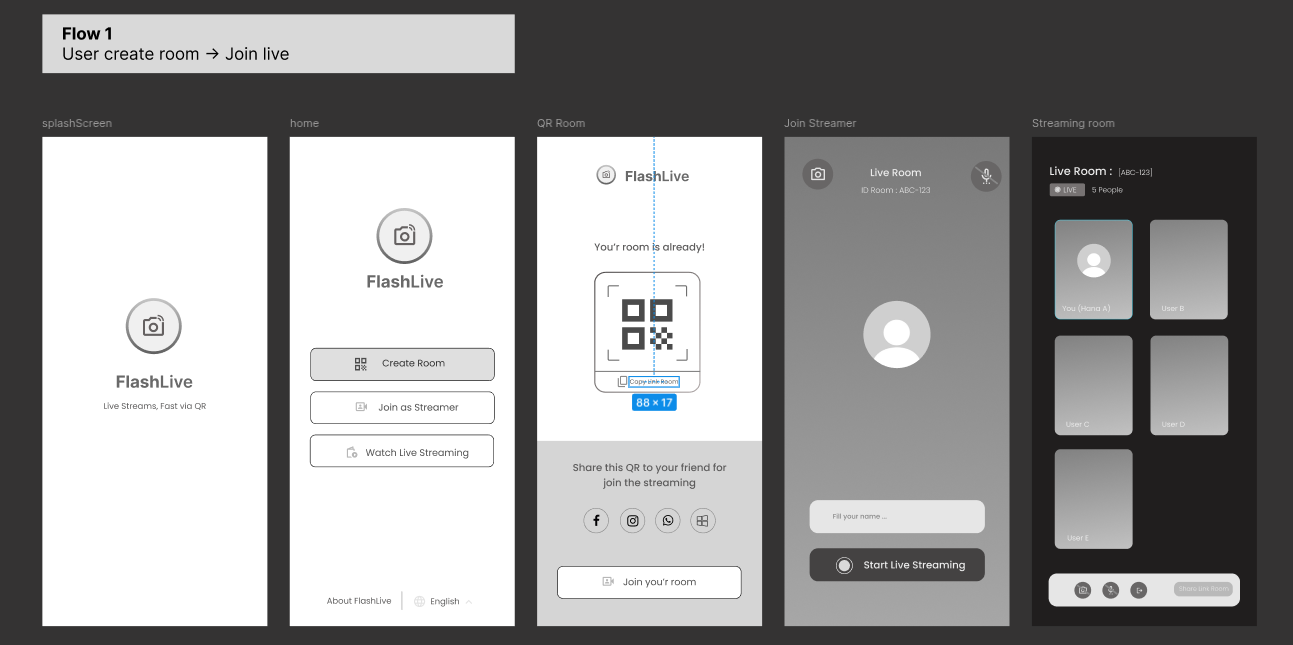 Flow 1
User create room → Join live
splashScreen
FlashLive
Live Streams, Fast via QR
home
FlashLive
Create Room
Join as Streamer
Watch Live Streaming
About FlashLive
English
QR Room
FlashLive
You'r room is already!
Copy Link Room
88 × 17
Share this QR to your friend for
join the streaming
Join you'r room
Join Streamer
Live Room
ID Room : ABC-123
Fill your name ...
Start Live Streaming
Streaming room
Live Room : [ABC-123]
LIVE 5 People
You (Hana A)
User B
User C
User D
User E
Share Link Room